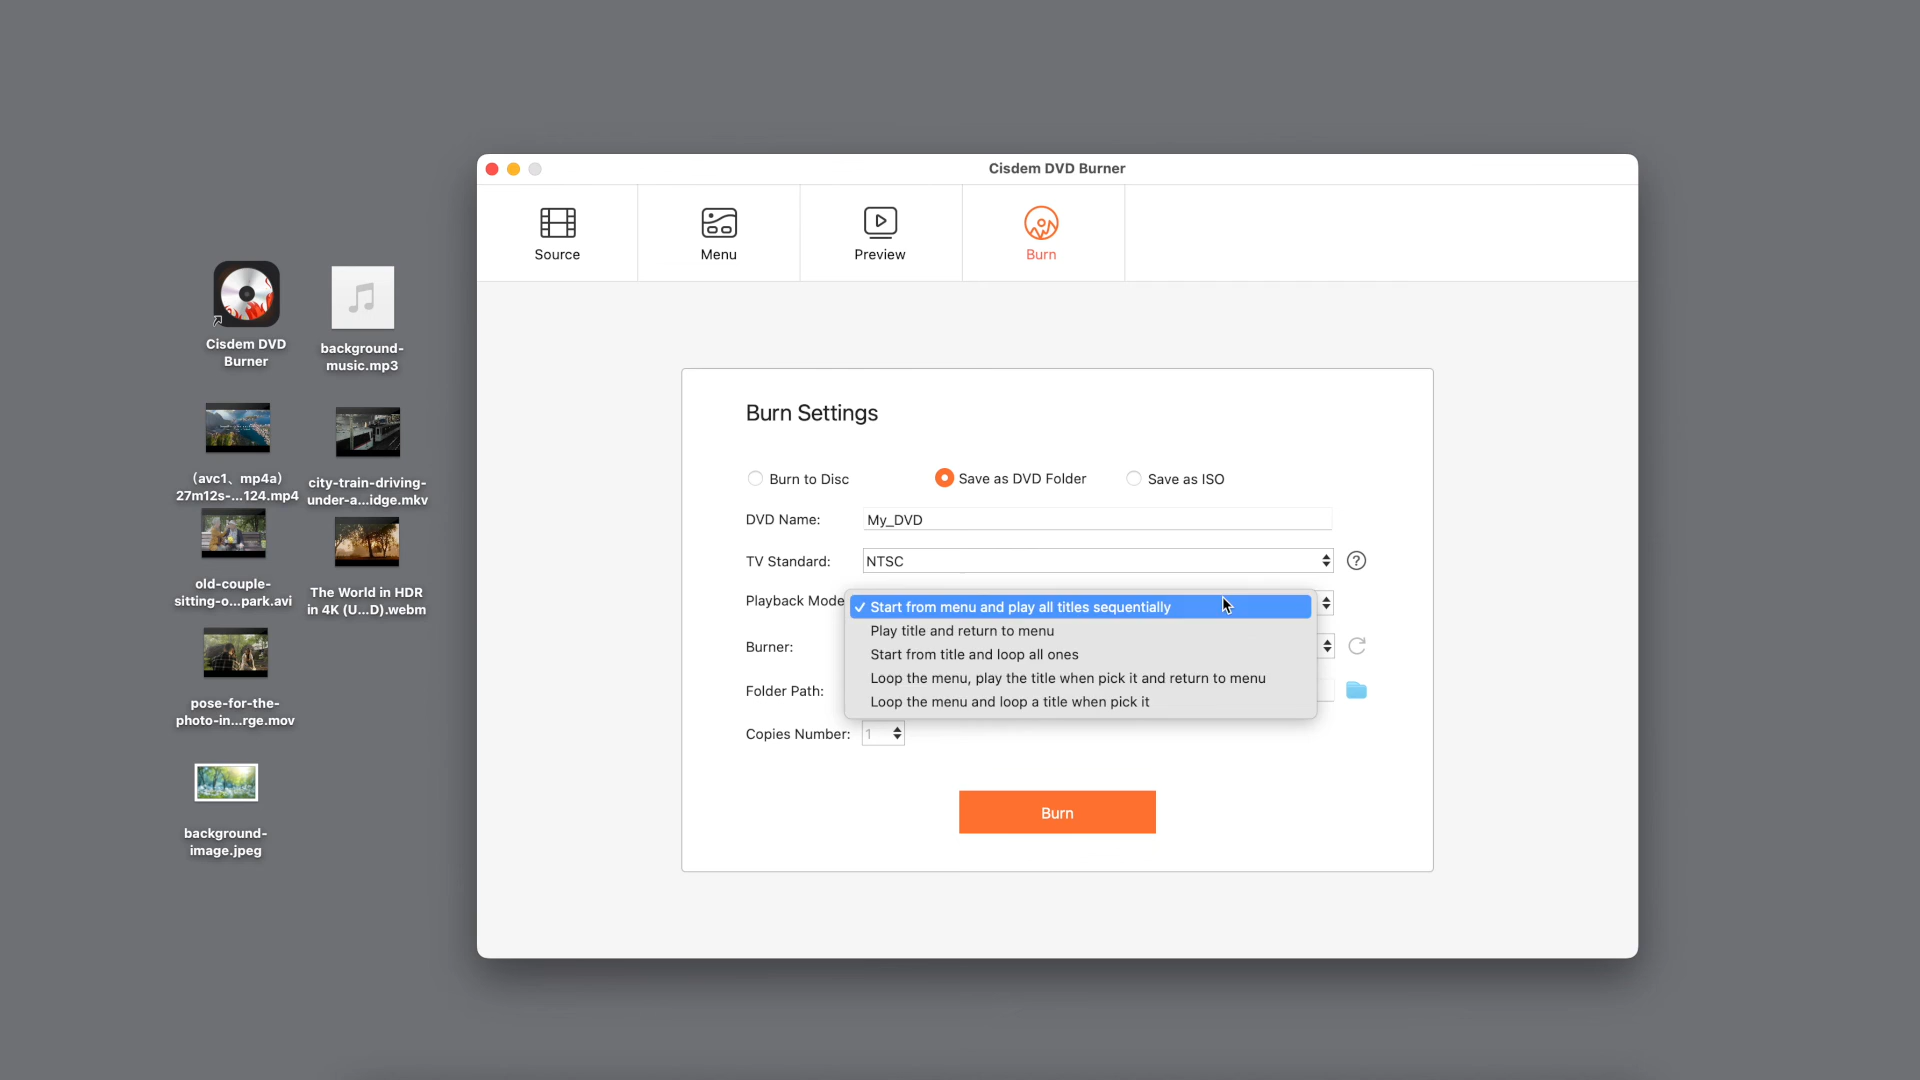 Cisdem DVD Burner
Source
Menu
Preview
Burn
Cisdem DVD
Burner
background-
music.mp3
(avc1、mp4a)
27m12s-...124.mp4
city-train-driving-
under-a...idge.mkv
old-couple-
sitting-o...park.avi
The World in HDR
in 4K (U...D).webm
pose-for-the-
photo-in...rge.mov
background-
image.jpeg
Burn Settings
Burn to Disc
Save as DVD Folder
Save as ISO
DVD Name:
My_DVD
TV Standard:
NTSC
?
Playback Mode
✓ Start from menu and play all titles sequentially
Play title and return to menu
Start from title and loop all ones
Loop the menu, play the title when pick it and return to menu
Loop the menu and loop a title when pick it
Burner:
Folder Path:
Copies Number:
1
Burn